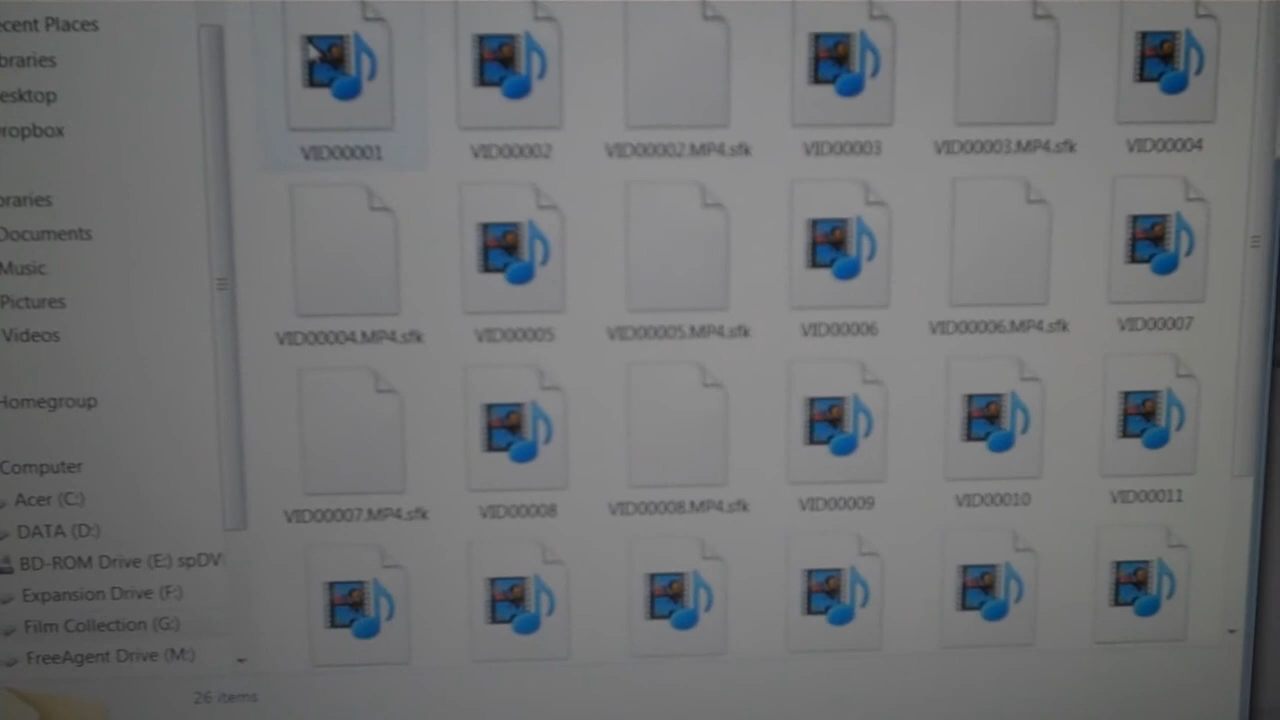 ecent Places
braries
esktop
ropbox
braries
Documents
Music
Pictures
Videos
Homegroup
Computer
Acer (C:)
DATA (D:)
BD-ROM Drive (E:) spDV
Expansion Drive (F:)
Film Collection (G:)
FreeAgent Drive (M:)
VID00001 VID00002 VID00002.MP4.sfk VID00003 VID00003.MP4.sfk VID00004
VID00004.MP4.sfk VID00005 VID00005.MP4.sfk VID00006 VID00006.MP4.sfk VID00007
VID00007.MP4.sfk VID00008 VID00008.MP4.sfk VID00009 VID00010 VID00011
26 items